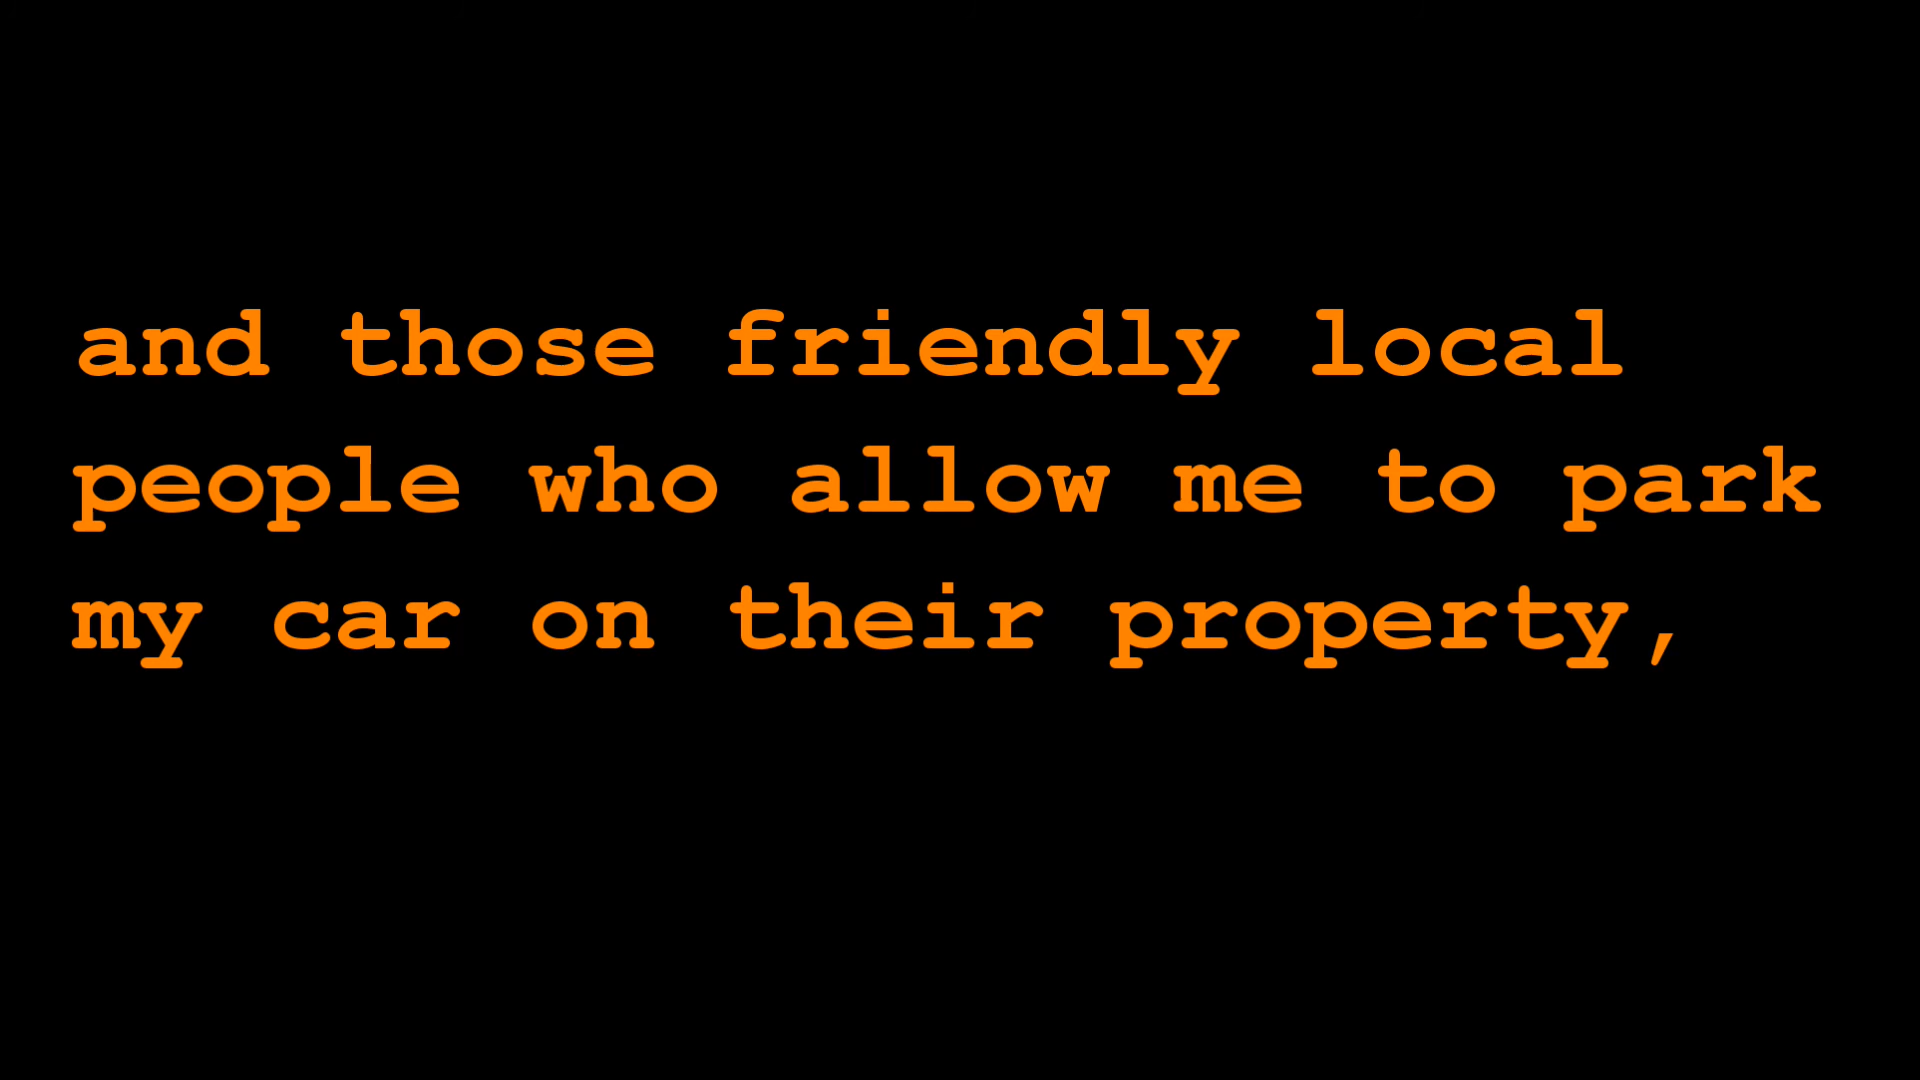 and those friendly local
people who allow me to park
my car on their property,